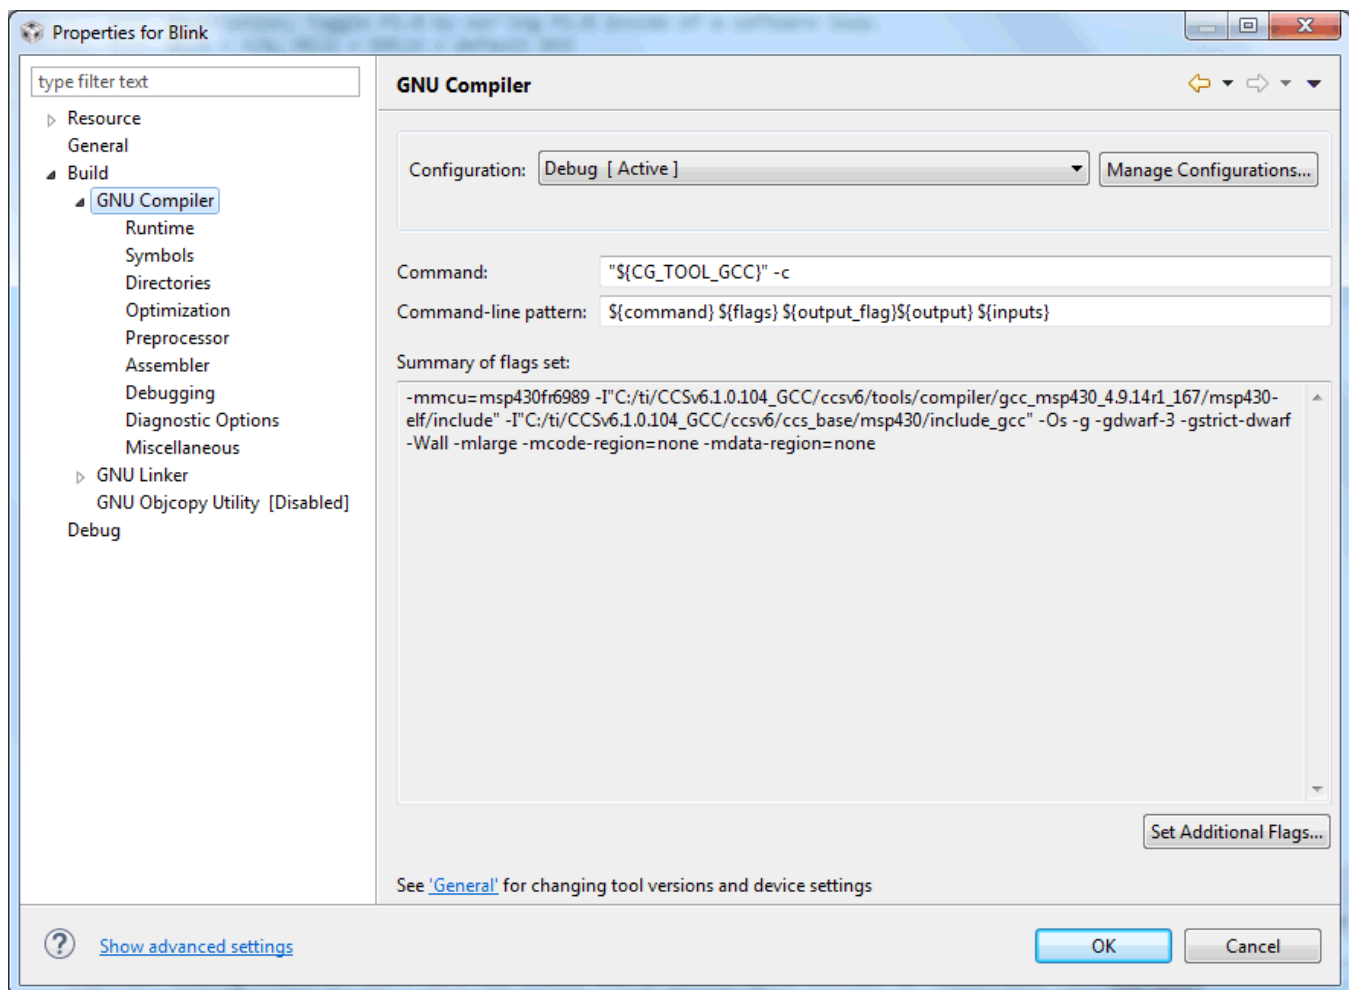 Properties for Blink
type filter text
GNU Compiler
Resource
General
Build
GNU Compiler
Runtime
Symbols
Directories
Optimization
Preprocessor
Assembler
Debugging
Diagnostic Options
Miscellaneous
GNU Linker
GNU Objcopy Utility [Disabled]
Debug
Configuration: Debug [ Active ] Manage Configurations...
Command: "${CG_TOOL_GCC}" -c
Command-line pattern: ${command} ${flags} ${output_flag}${output} ${inputs}
Summary of flags set:
-mmcu=msp430fr6989 -I"C:/ti/CCSv6.1.0.104_GCC/ccsv6/tools/compiler/gcc_msp430_4.9.14r1_167/msp430-
elf/include" -I"C:/ti/CCSv6.1.0.104_GCC/ccsv6/ccs_base/msp430/include_gcc" -Os -g -gdwarf-3 -gstrict-dwarf
-Wall -mlarge -mcode-region=none -mdata-region=none
Set Additional Flags...
See 'General' for changing tool versions and device settings
Show advanced settings
OK
Cancel